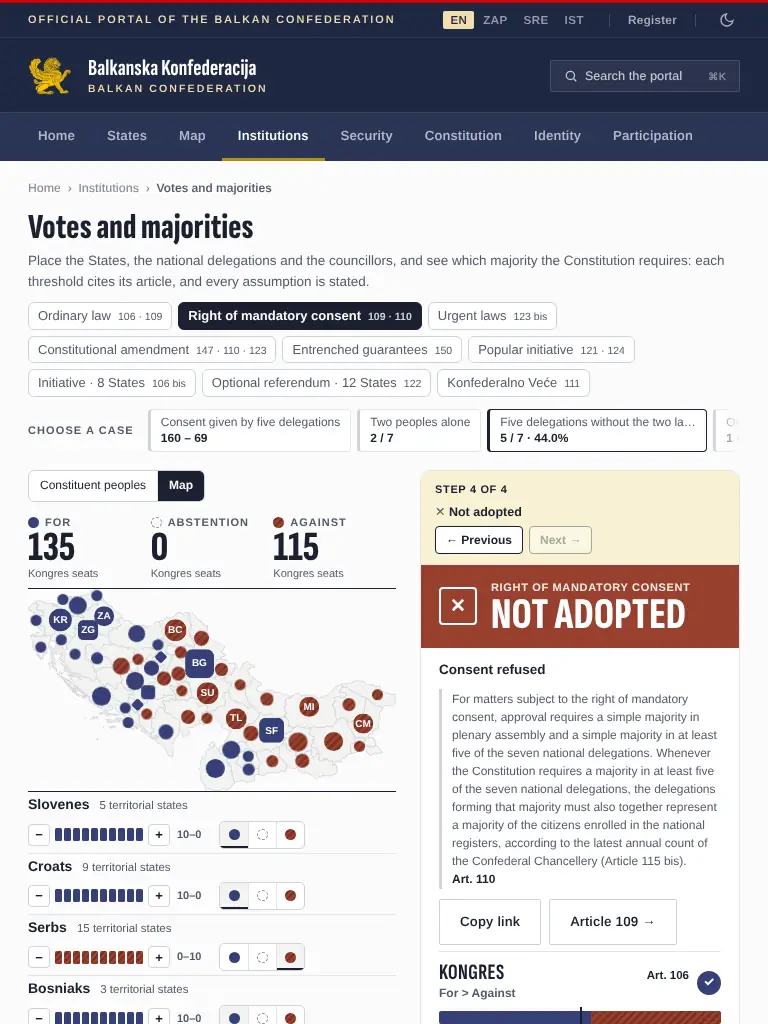 OFFICIAL PORTAL OF THE BALKAN CONFEDERATION
EN ZAP SRE IST Register
Balkanska Konfederacija
BALKAN CONFEDERATION
Search the portal ⌘K
Home States Map Institutions Security Constitution Identity Participation
Home › Institutions › Votes and majorities
Votes and majorities
Place the States, the national delegations and the councillors, and see which majority the Constitution requires: each
threshold cites its article, and every assumption is stated.
Ordinary law 106 · 109 Right of mandatory consent 109 · 110 Urgent laws 123 bis
Constitutional amendment 147 · 110 · 123 Entrenched guarantees 150 Popular initiative 121 · 124
Initiative · 8 States 106 bis Optional referendum · 12 States 122 Konfederalno Veće 111
CHOOSE A CASE
Consent given by five delegations
160 – 69
Two peoples alone
2 / 7
Five delegations without the two la…
5 / 7 · 44.0%
Constituent peoples Map
FOR ABSTENTION AGAINST
135 0 115
Kongres seats Kongres seats Kongres seats
KR ZA ZG BC BG SU MI TL SF CM
Slovenes 5 territorial states
− + 10–0
Croats 9 territorial states
− + 10–0
Serbs 15 territorial states
− + 0–10
Bosniaks 3 territorial states
− + 10–0
STEP 4 OF 4
✕ Not adopted
← Previous Next →
RIGHT OF MANDATORY CONSENT
NOT ADOPTED
Consent refused
For matters subject to the right of mandatory
consent, approval requires a simple majority in
plenary assembly and a simple majority in at least
five of the seven national delegations. Whenever
the Constitution requires a majority in at least five
of the seven national delegations, the delegations
forming that majority must also together represent
a majority of the citizens enrolled in the national
registers, according to the latest annual count of
the Confederal Chancellery (Article 115 bis).
Art. 110
Copy link Article 109 →
KONGRES Art. 106
For > Against